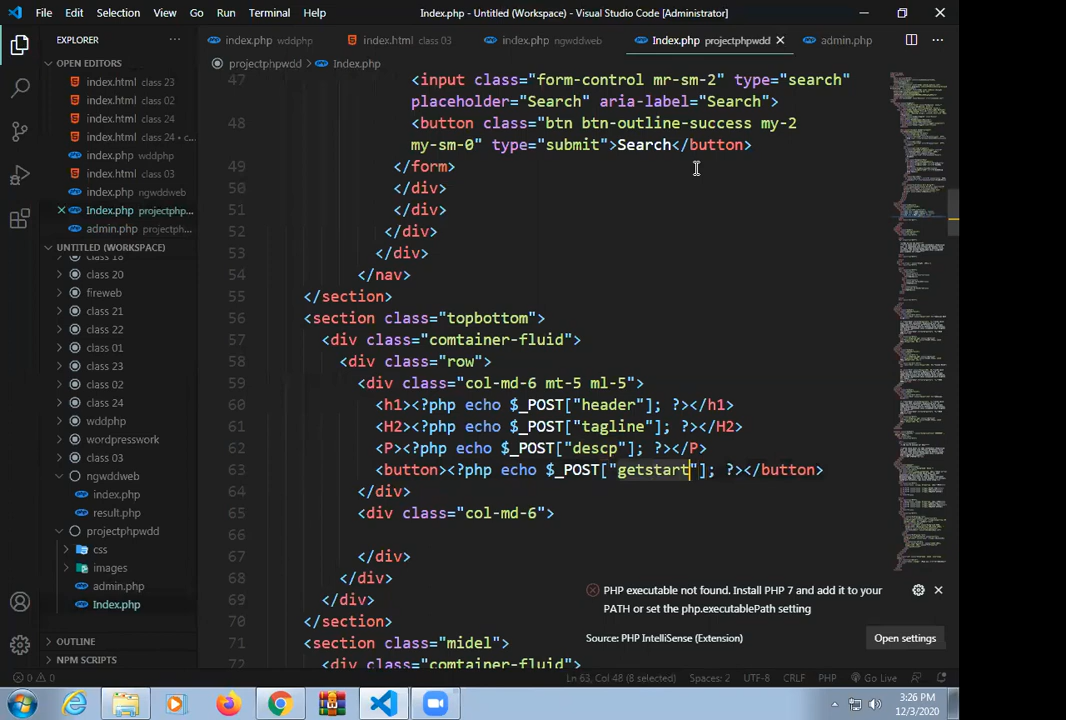 File Edit Selection View Go Run Terminal Help
Index.php - Untitled (Workspace) - Visual Studio Code [Administrator]
EXPLORER
index.php wddphp
index.html class 03
index.php ngwddweb
Index.php projectphpwdd
admin.php
OPEN EDITORS
projectphpwdd > Index.php
index.html class 23
index.html class 02
index.html class 24
index.html class 24 • c...
index.php wddphp
index.html class 03
index.php ngwddweb
Index.php projectphp...
admin.php projectph...
UNTITLED (WORKSPACE)
class 18
class 20
fireweb
class 21
class 22
class 01
class 23
class 02
class 24
wddphp
wordpresswork
class 03
ngwddweb
index.php
result.php
projectphpwdd
css
images
admin.php
Index.php
OUTLINE
NPM SCRIPTS
47 <input class="form-control mr-sm-2" type="search"
placeholder="Search" aria-label="Search">
48 <button class="btn btn-outline-success my-2
my-sm-0" type="submit">Search</button>
49 </form>
50 </div>
51 </div>
52 </div>
53 </div>
54 </nav>
55 </section>
56 <section class="topbottom">
57 <div class="comtainer-fluid">
58 <div class="row">
59 <div class="col-md-6 mt-5 ml-5">
60 <h1><?php echo $_POST["header"]; ?></h1>
61 <H2><?php echo $_POST["tagline"]; ?></H2>
62 <P><?php echo $_POST["descp"]; ?></P>
63 <button><?php echo $_POST["getstart"]; ?></button>
64 </div>
65 <div class="col-md-6">
66
67 </div>
68 </div>
69 </div>
70 </section>
71 <section class="midel">
72 <div class="comtainer-fluid">
PHP executable not found. Install PHP 7 and add it to your
PATH or set the php.executablePath setting
Source: PHP IntelliSense (Extension)
Open settings
0 0
Ln 63, Col 48 (8 selected) Spaces: 2 UTF-8 CRLF PHP Go Live
3:26 PM
12/3/2020